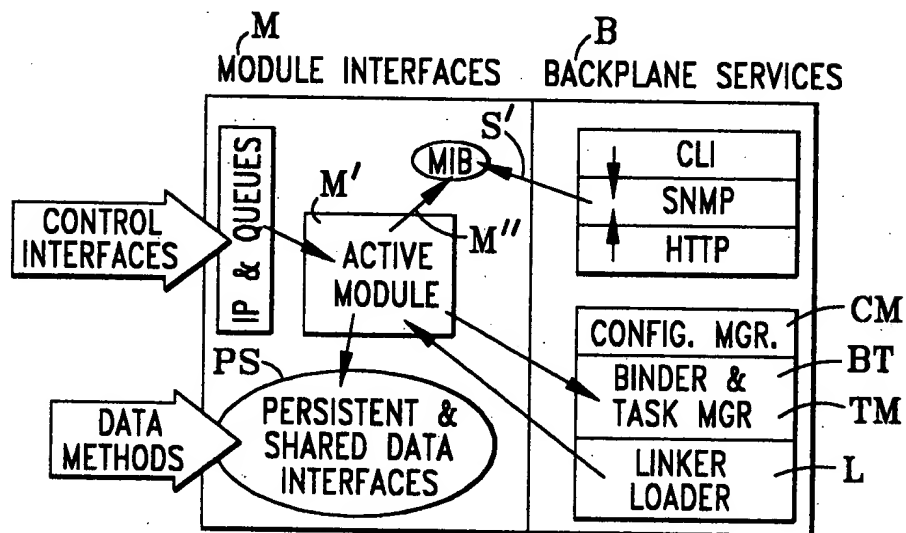 M
B
MODULE INTERFACES
BACKPLANE SERVICES
S'
MIB
CLI
SNMP
HTTP
IP & QUEUES
M'
M"
CONTROL
INTERFACES
ACTIVE
MODULE
CONFIG. MGR.
CM
BINDER &
TASK MGR
BT
TM
PS
DATA
METHODS
PERSISTENT &
SHARED DATA
INTERFACES
LINKER
LOADER
L